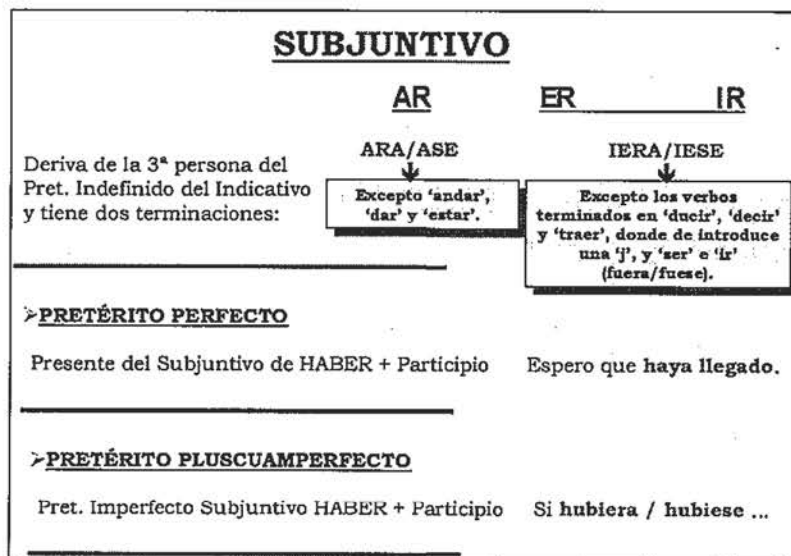 SUBJUNTIVO
AR ER IR
ARA/ASE IERA/IESE
Deriva de la 3ª persona del
Pret. Indefinido del Indicativo
y tiene dos terminaciones:
Excepto ‘andar’,
‘dar’ y ‘estar’.
Excepto los verbos
terminados en ‘ducir’, ‘decir’
y ‘traer’, donde de introduce
una ‘j’, y ‘ser’ e ‘ir’
(fuera/fuese).
➢PRETÉRITO PERFECTO
Presente del Subjuntivo de HABER + Participio Espero que haya llegado.
➢PRETÉRITO PLUSCUAMPERFECTO
Pret. Imperfecto Subjuntivo HABER + Participio Si hubiera / hubiese ...